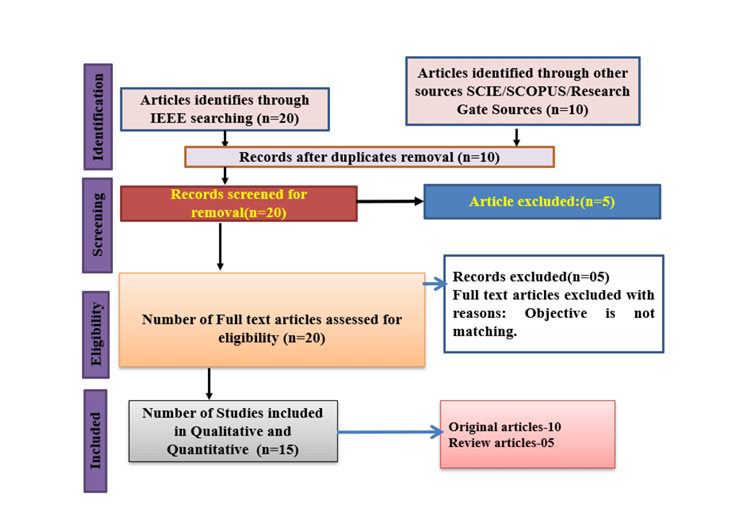 Identification
Articles identifies through
IEEE searching (n=20)
Articles identified through other
sources SCIE/SCOPUS/Research
Gate Sources (n=10)
Records after duplicates removal (n=10)
Screening
Records screened for
removal(n=20)
Article excluded:(n=5)
Eligibility
Number of Full text articles assessed for
eligibility (n=20)
Records excluded(n=05)
Full text articles excluded with
reasons: Objective is not
matching.
Included
Number of Studies included
in Qualitative and
Quantitative (n=15)
Original articles-10
Review articles-05